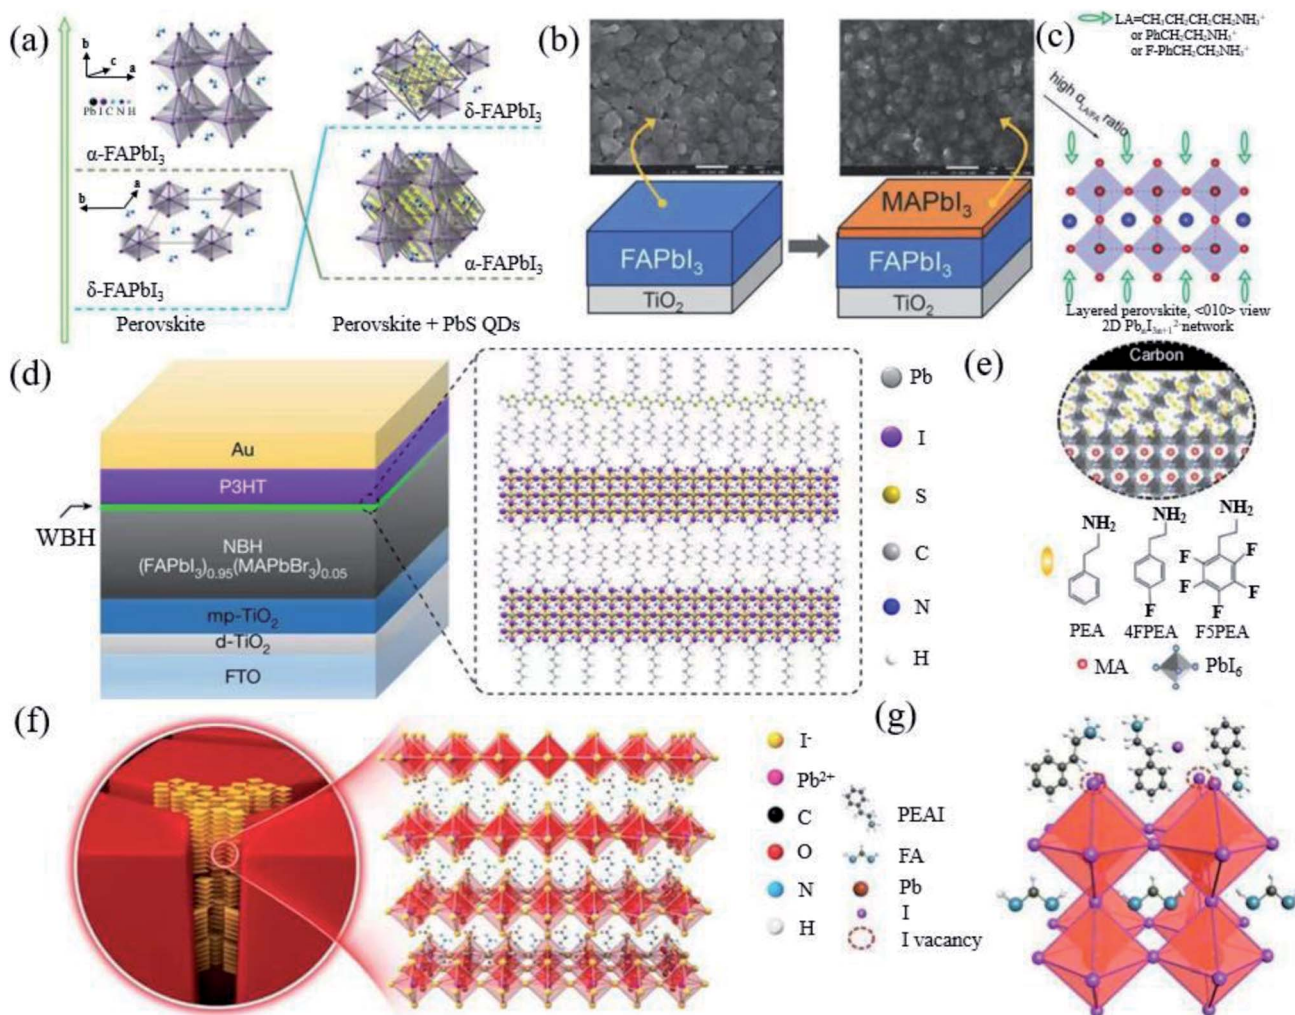 (a)
b
c
a
Pb I C N H
α-FAPbI₃
δ-FAPbI₃
a
b
α-FAPbI₃
δ-FAPbI₃
Perovskite
Perovskite + PbS QDs
(b)
FAPbI₃
TiO₂
MAPbI₃
FAPbI₃
TiO₂
(c)
LA=CH₃CH₂CH₂CH₂NH₃⁺
or PhCH₂CH₂NH₃⁺
or F-PhCH₂CH₂NH₃⁺
high α LA/FA ratio
Layered perovskite, <010> view
2D PbₙI₃ₙ₊₁²⁻ network
(d)
Au
P3HT
WBH
NBH
(FAPbI₃)₀.₉₅(MAPbBr₃)₀.₀₅
mp-TiO₂
d-TiO₂
FTO
Pb
I
S
C
N
H
(e)
Carbon
NH₂
NH₂
NH₂
F
F
F
F
F
F
PEA
4FPEA
F5PEA
MA
PbI₆
(f)
I⁻
Pb²⁺
C
O
N
H
(g)
PEAI
FA
Pb
I
I vacancy